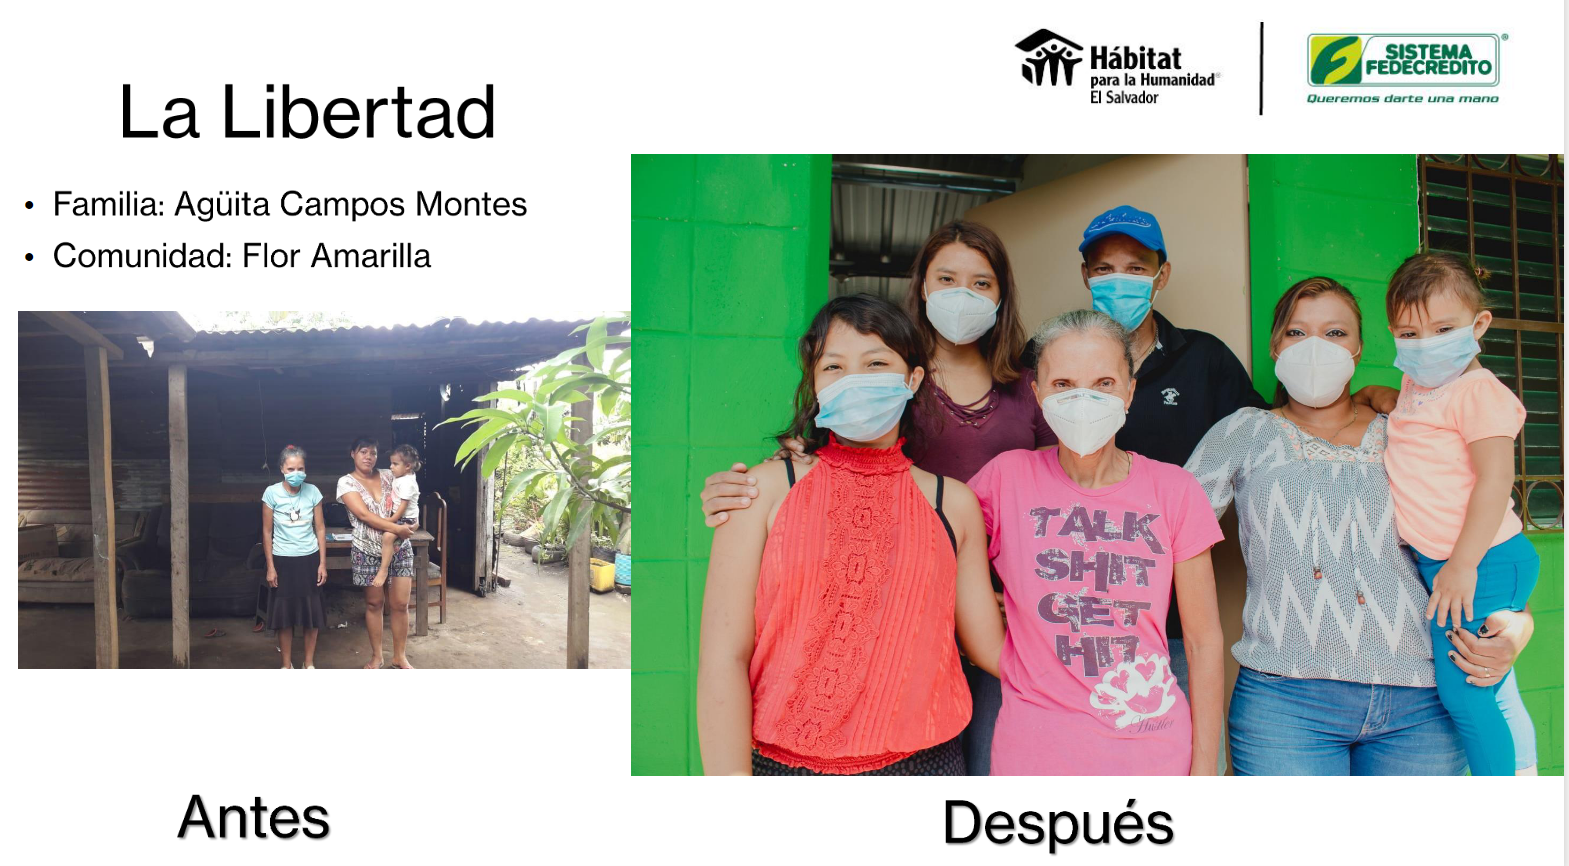 Hábitat
para la Humanidad®
El Salvador
SISTEMA
FEDECREDITO®
Queremos darte una mano
La Libertad
• Familia: Agüita Campos Montes
• Comunidad: Flor Amarilla
TALK
SHIT
GET
HIT
Antes
Después